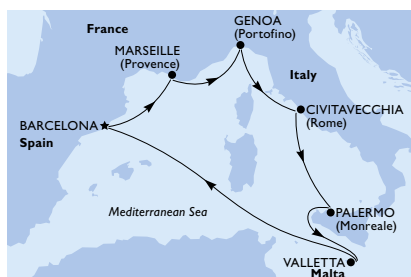 France
GENOA
(Portofino)
MARSEILLE
(Provence)
Italy
CIVITAVECCHIA
(Rome)
BARCELONA
Spain
Mediterranean Sea
PALERMO
(Monreale)
VALLETTA
Malta